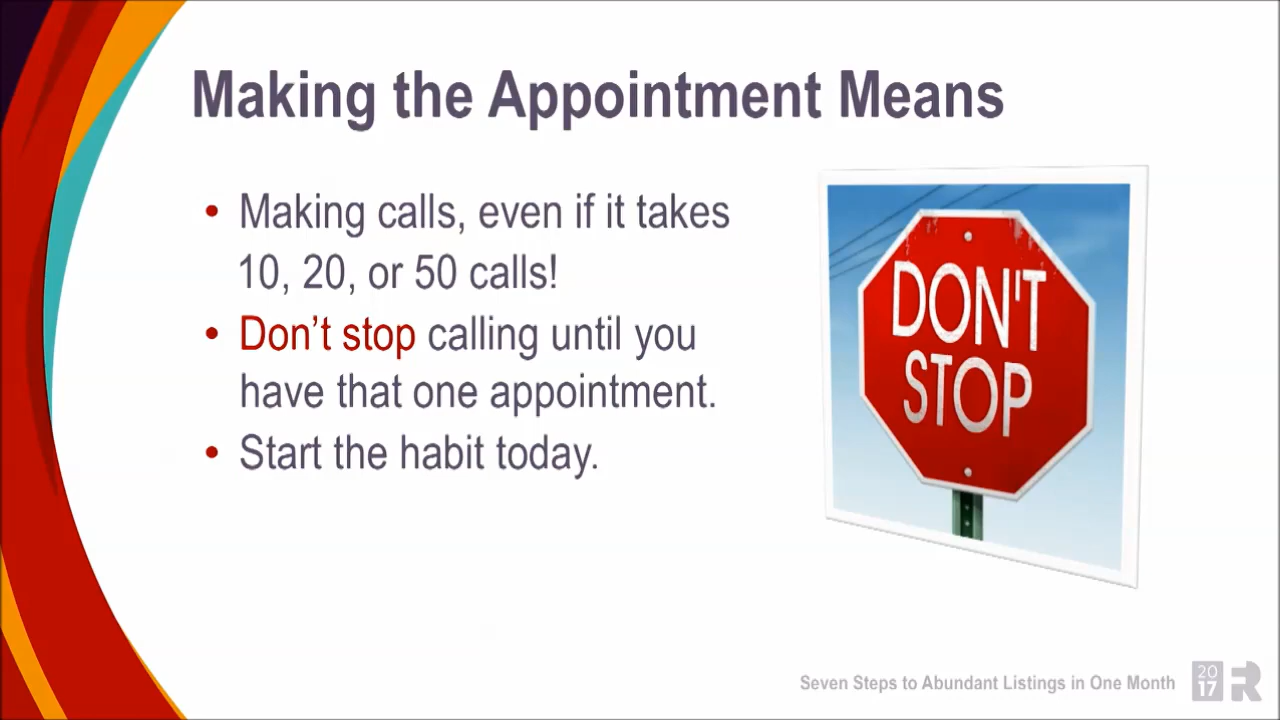 Making the Appointment Means
• Making calls, even if it takes
10, 20, or 50 calls!
• Don't stop calling until you
have that one appointment.
• Start the habit today.
DON'T
STOP
Seven Steps to Abundant Listings in One Month
20
17
R